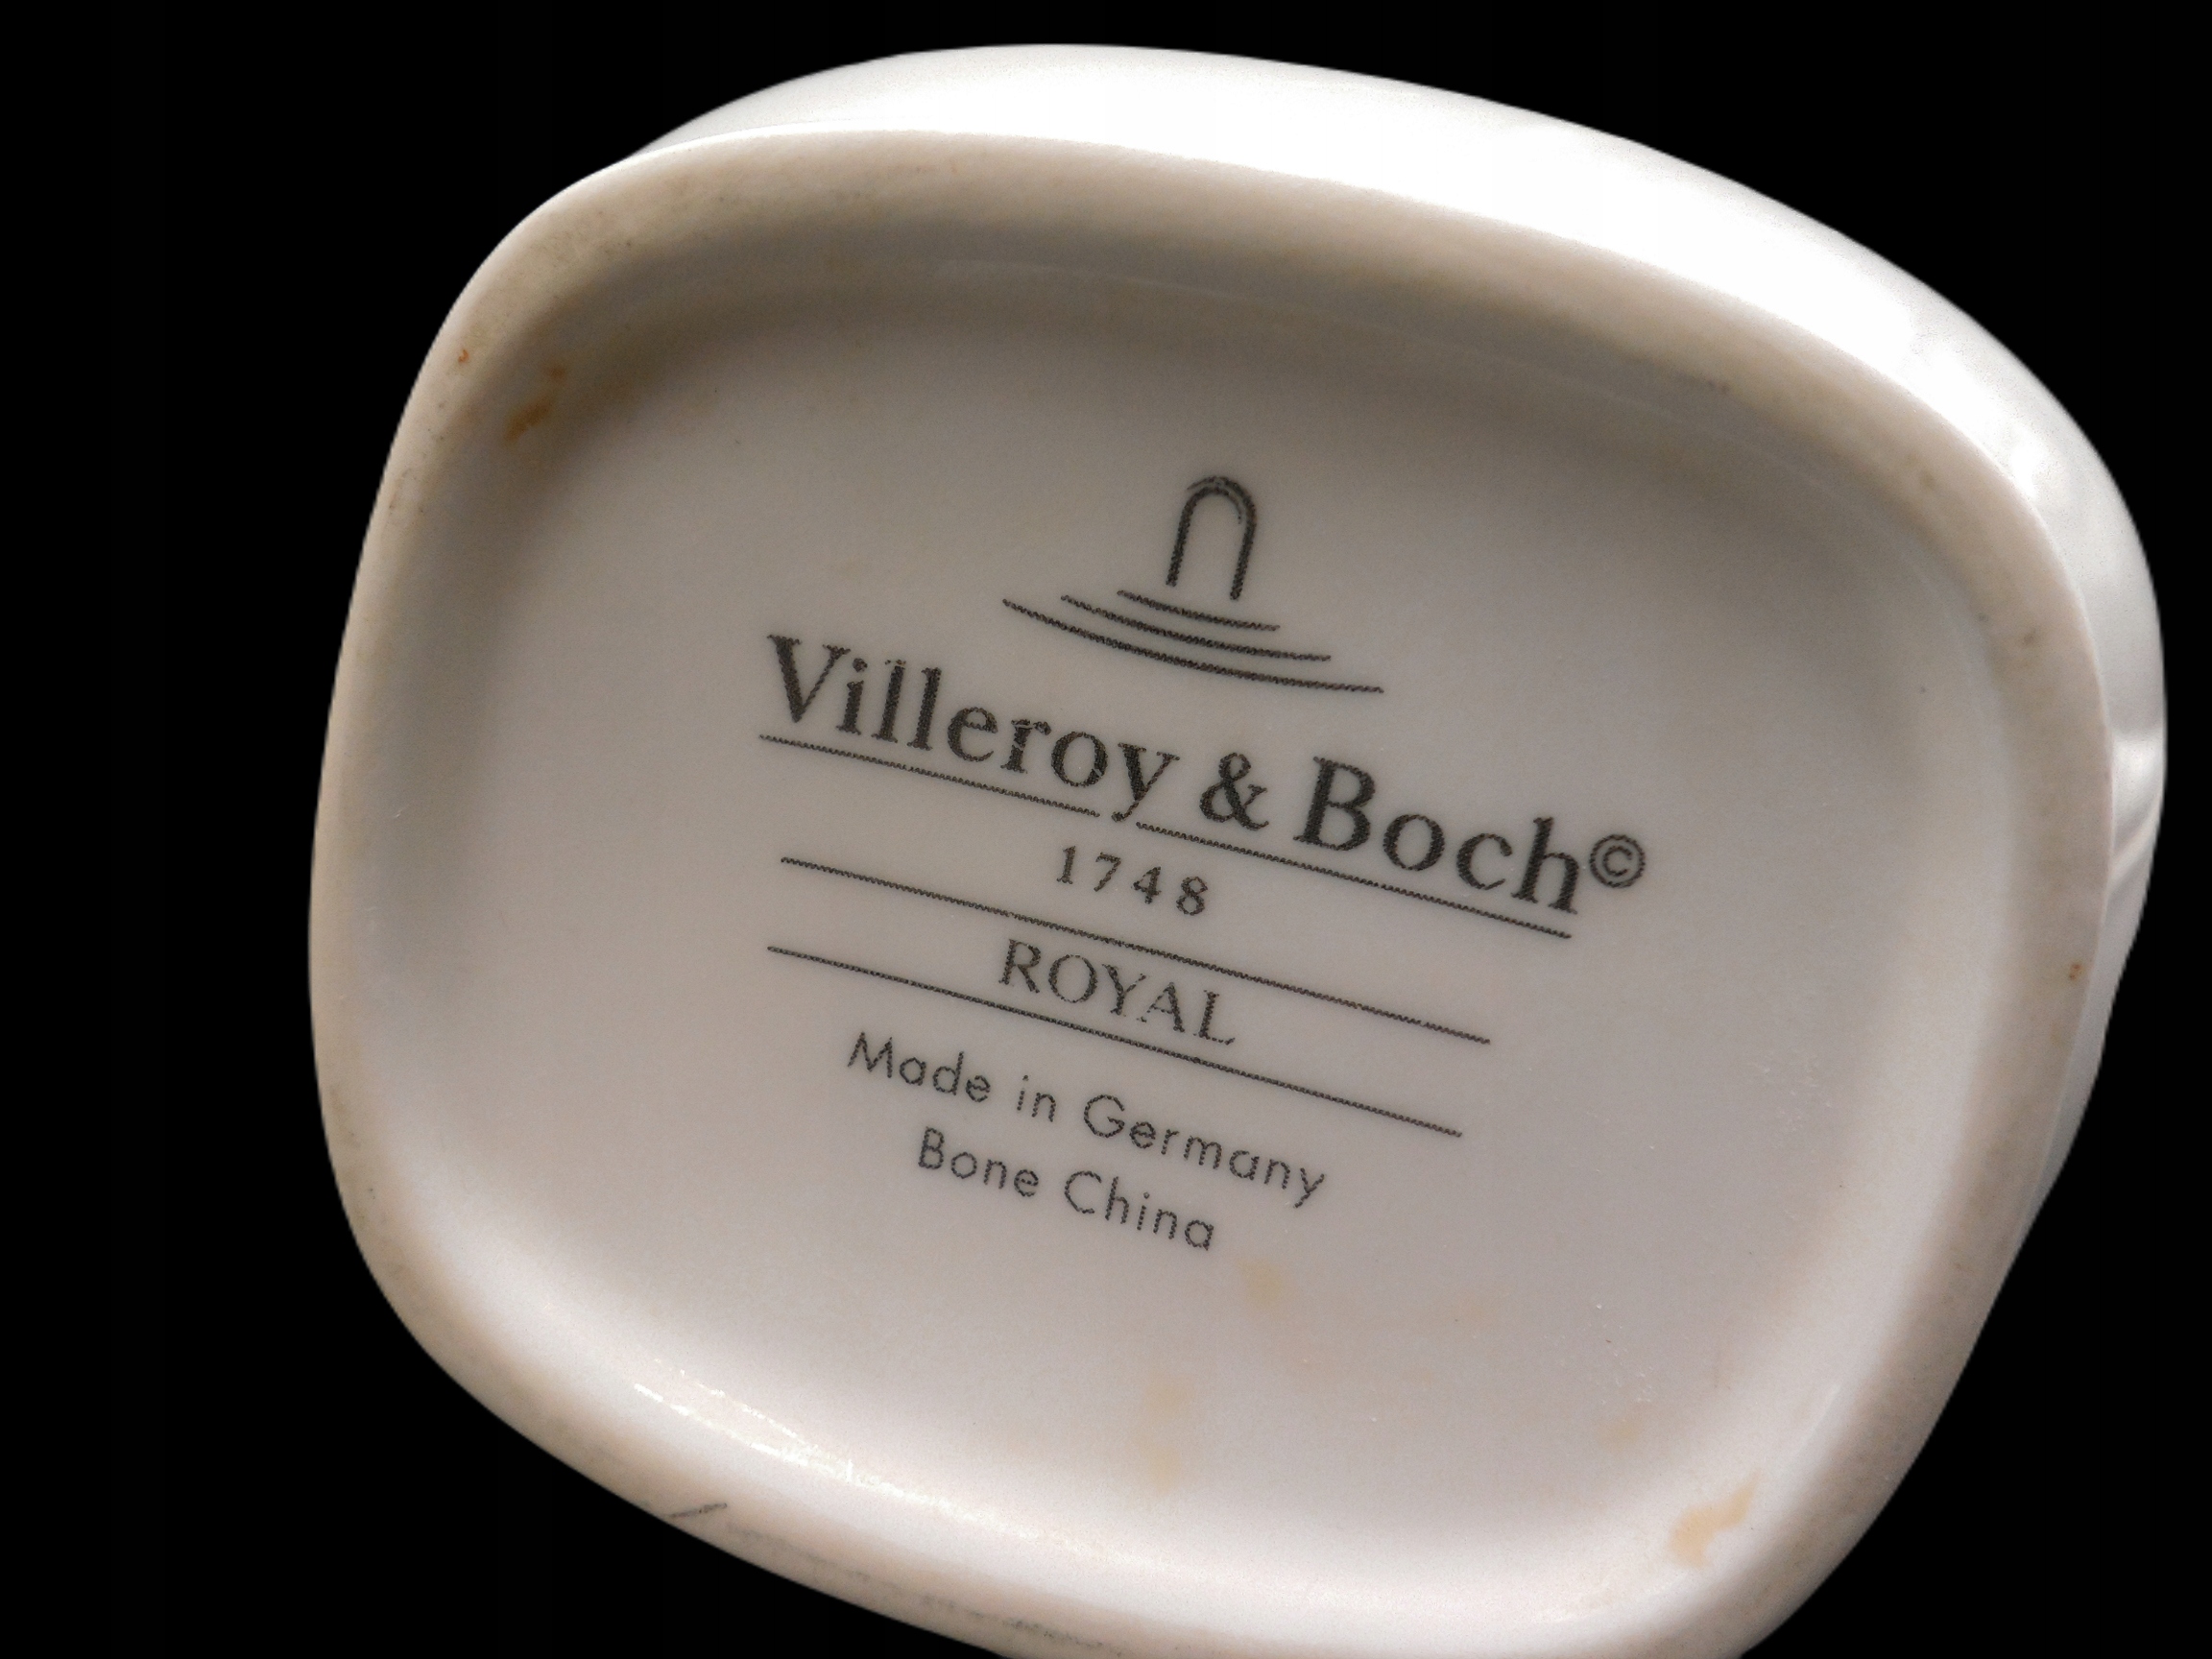 Villeroy & Boch©
1748
ROYAL
Made in Germany
Bone China